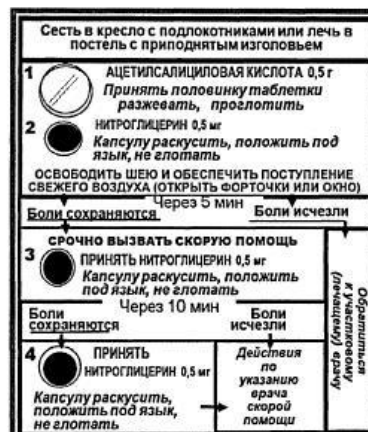 Сесть в кресло с подлокотниками или лечь в
постель с приподнятым изголовьем
1 АЦЕТИЛСАЛИЦИЛОВАЯ КИСЛОТА 0,5 г
Принять половинку таблетки
разжевать, проглотить
2 НИТРОГЛИЦЕРИН 0,5 мг
Капсулу раскусить, положить под
язык, не глотать
ОСВОБОДИТЬ ШЕЮ И ОБЕСПЕЧИТЬ ПОСТУПЛЕНИЕ
СВЕЖЕГО ВОЗДУХА (ОТКРЫТЬ ФОРТОЧКИ ИЛИ ОКНО)
Через 5 мин
Боли сохраняются
Боли исчезли
СРОЧНО ВЫЗВАТЬ СКОРУЮ ПОМОЩЬ
3 ПРИНЯТЬ НИТРОГЛИЦЕРИН 0,5 мг
Капсулу раскусить, положить
под язык, не глотать
Через 10 мин
Боли
сохраняются
Боли
исчезли
4 ПРИНЯТЬ
НИТРОГЛИЦЕРИН 0,5 мг
Капсулу раскусить,
положить под язык,
не глотать
Действия
по
указанию
врача
скорой
помощи
Обратиться
к участковому
(лечащему) врачу